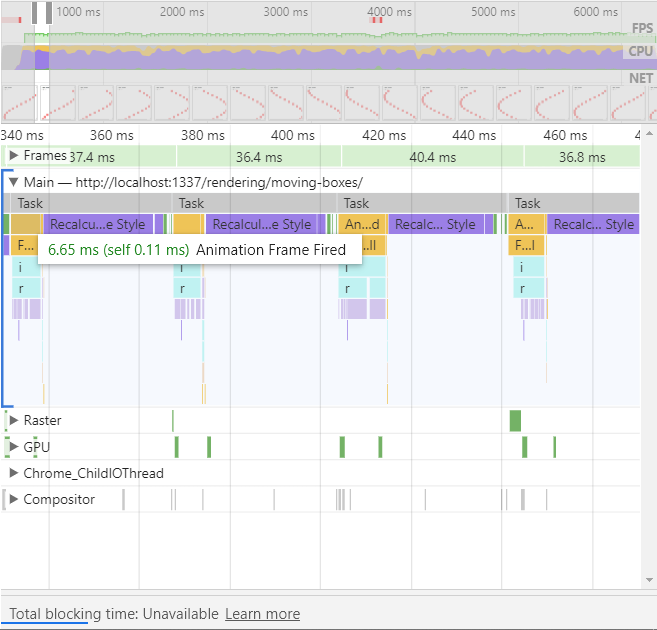 1000 ms 2000 ms 3000 ms 4000 ms 5000 ms 6000 ms
FPS
CPU
NET
340 ms 360 ms 380 ms 400 ms 420 ms 440 ms 460 ms 4
▶ Frames 37.4 ms 36.4 ms 40.4 ms 36.8 ms
▼ Main — http://localhost:1337/rendering/moving-boxes/
Task Task Task Task
Recalcu…e Style Recalcul…e Style An…d Recalc… Style A… Recalc… Style
F… …ll F…l
6.65 ms (self 0.11 ms) Animation Frame Fired
i i i i
r r r r
▶ Raster
▶ GPU
▶ Chrome_ChildIOThread
▶ Compositor
Total blocking time: Unavailable Learn more